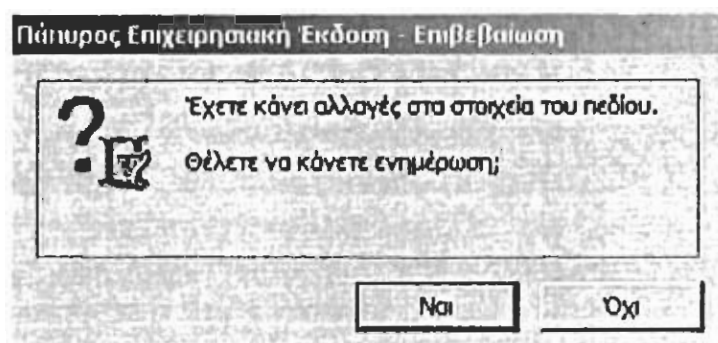 Πάπυρος Επιχειρησιακή Έκδοση - Επιβεβαίωση
Έχετε κάνει αλλαγές στα στοιχεία του πεδίου.
Θέλετε να κάνετε ενημέρωση;
Ναι
Όχι